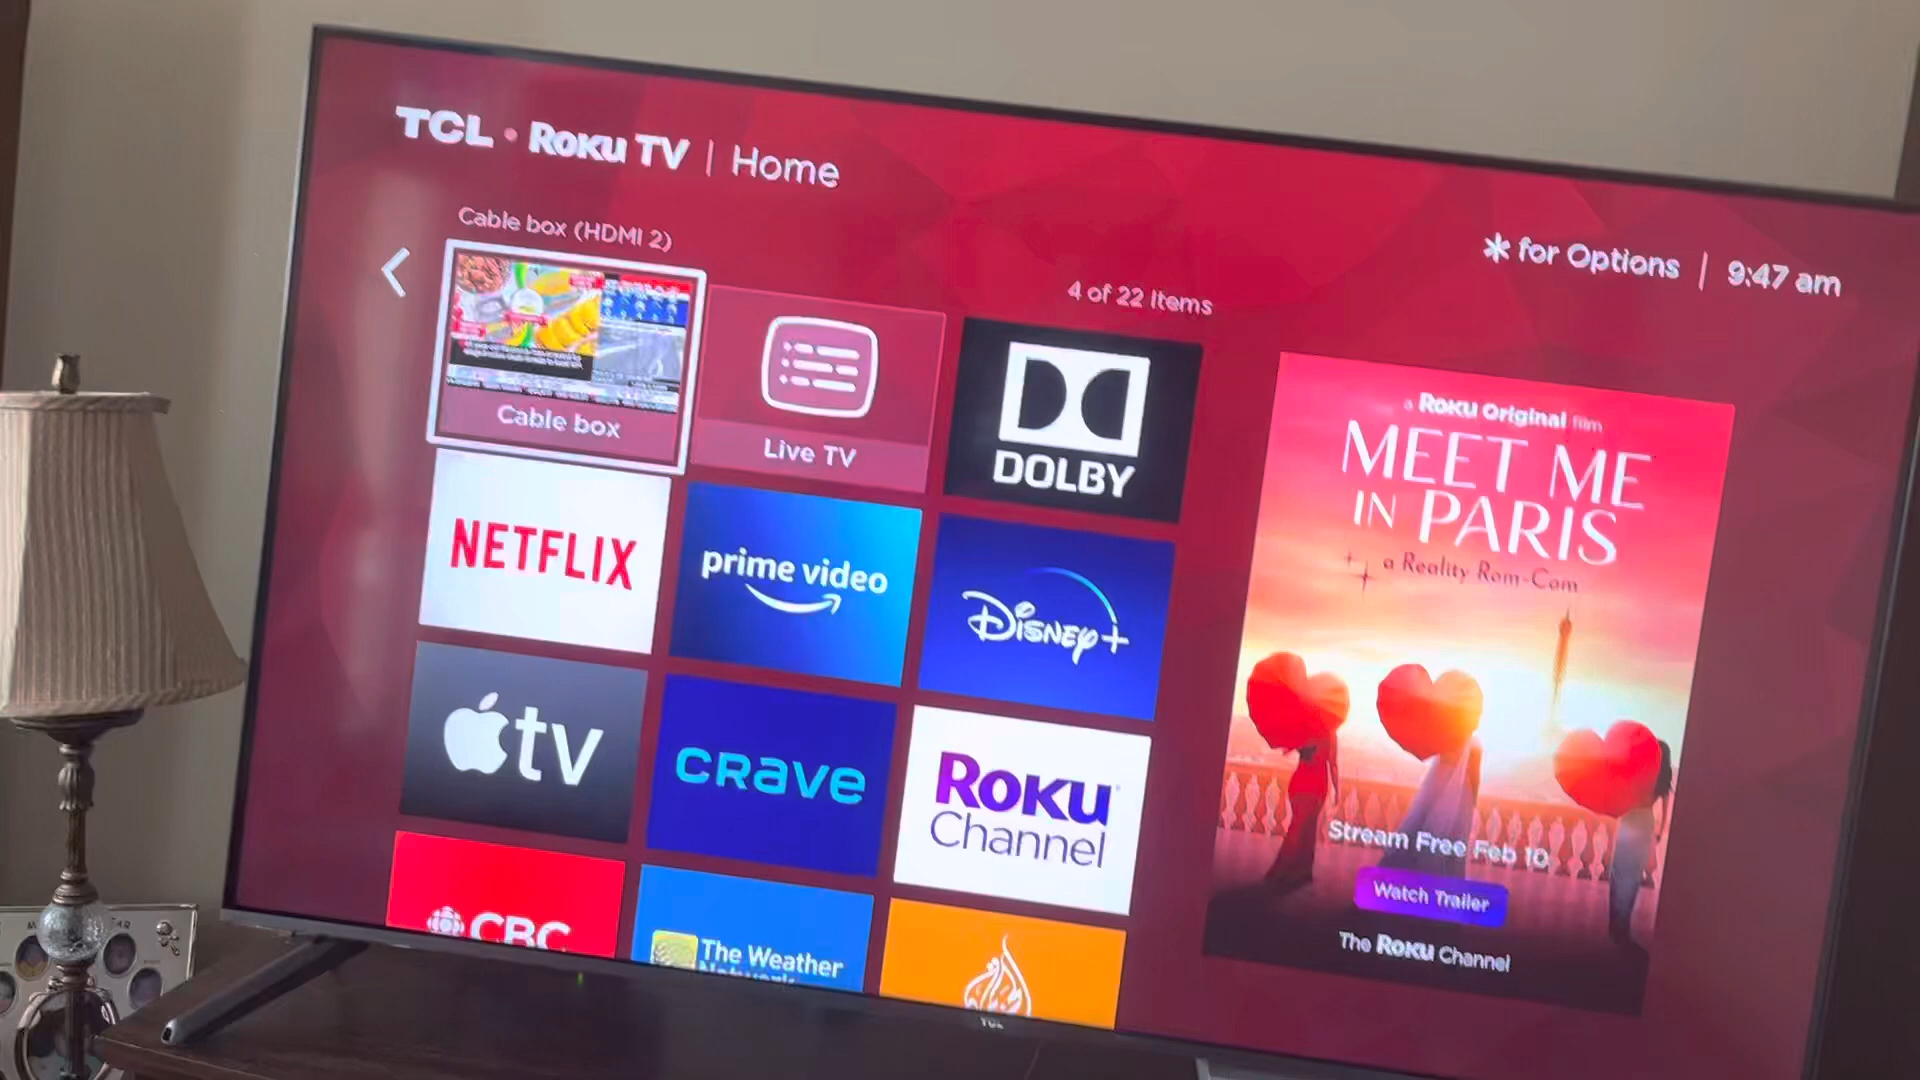 TCL • Roku TV | Home
* for Options | 9:47 am
Cable box (HDMI 2)
4 of 22 Items
Cable box
Live TV
DOLBY
NETFLIX
prime video
Disney+
tv
CRAVE
Roku
Channel
CBC
The Weather
Network
a Roku Original film
MEET ME
IN PARIS
a Reality Rom-Com
Stream Free Feb 10
Watch Trailer
The Roku Channel
TCL